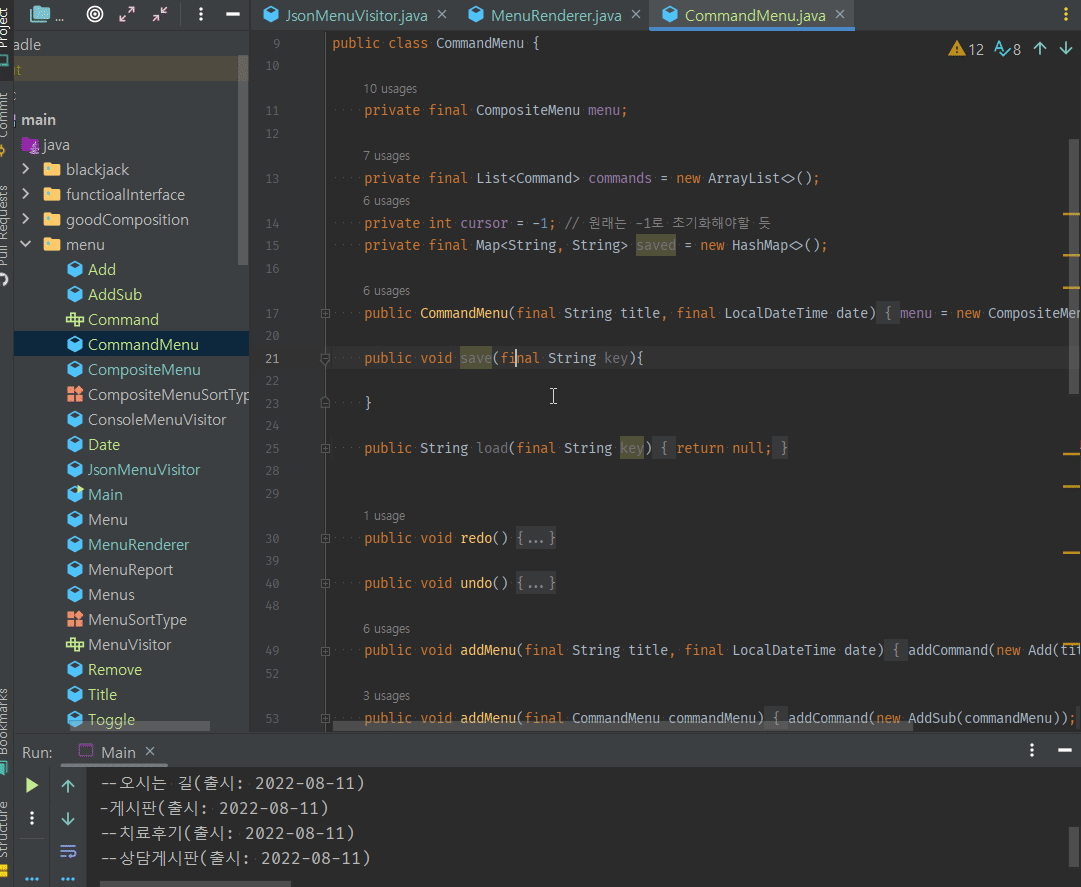 Project
...
JsonMenuVisitor.java
MenuRenderer.java
CommandMenu.java
adle
main
java
blackjack
functioalInterface
goodComposition
menu
Add
AddSub
Command
CommandMenu
CompositeMenu
CompositeMenuSortTyp
ConsoleMenuVisitor
Date
JsonMenuVisitor
Main
Menu
MenuRenderer
MenuReport
Menus
MenuSortType
MenuVisitor
Remove
Title
Toggle
Commit
Pull Requests
Bookmarks
Structure
12 8
9 public class CommandMenu {
10
10 usages
11 private final CompositeMenu menu;
12
7 usages
13 private final List<Command> commands = new ArrayList<>();
6 usages
14 private int cursor = -1; // 원래는 -1로 초기화해야할 듯
15 private final Map<String, String> saved = new HashMap<>();
16
6 usages
17 public CommandMenu(final String title, final LocalDateTime date) { menu = new CompositeMen
20
21 public void save(final String key){
22
23 }
24
25 public String load(final String key) { return null; }
28
29
1 usage
30 public void redo() {...}
39
40 public void undo() {...}
48
6 usages
49 public void addMenu(final String title, final LocalDateTime date) { addCommand(new Add(tit
52
3 usages
53 public void addMenu(final CommandMenu commandMenu) { addCommand(new AddSub(commandMenu));
Run: Main
--오시는 길(출시: 2022-08-11)
-게시판(출시: 2022-08-11)
--치료후기(출시: 2022-08-11)
--상담게시판(출시: 2022-08-11)